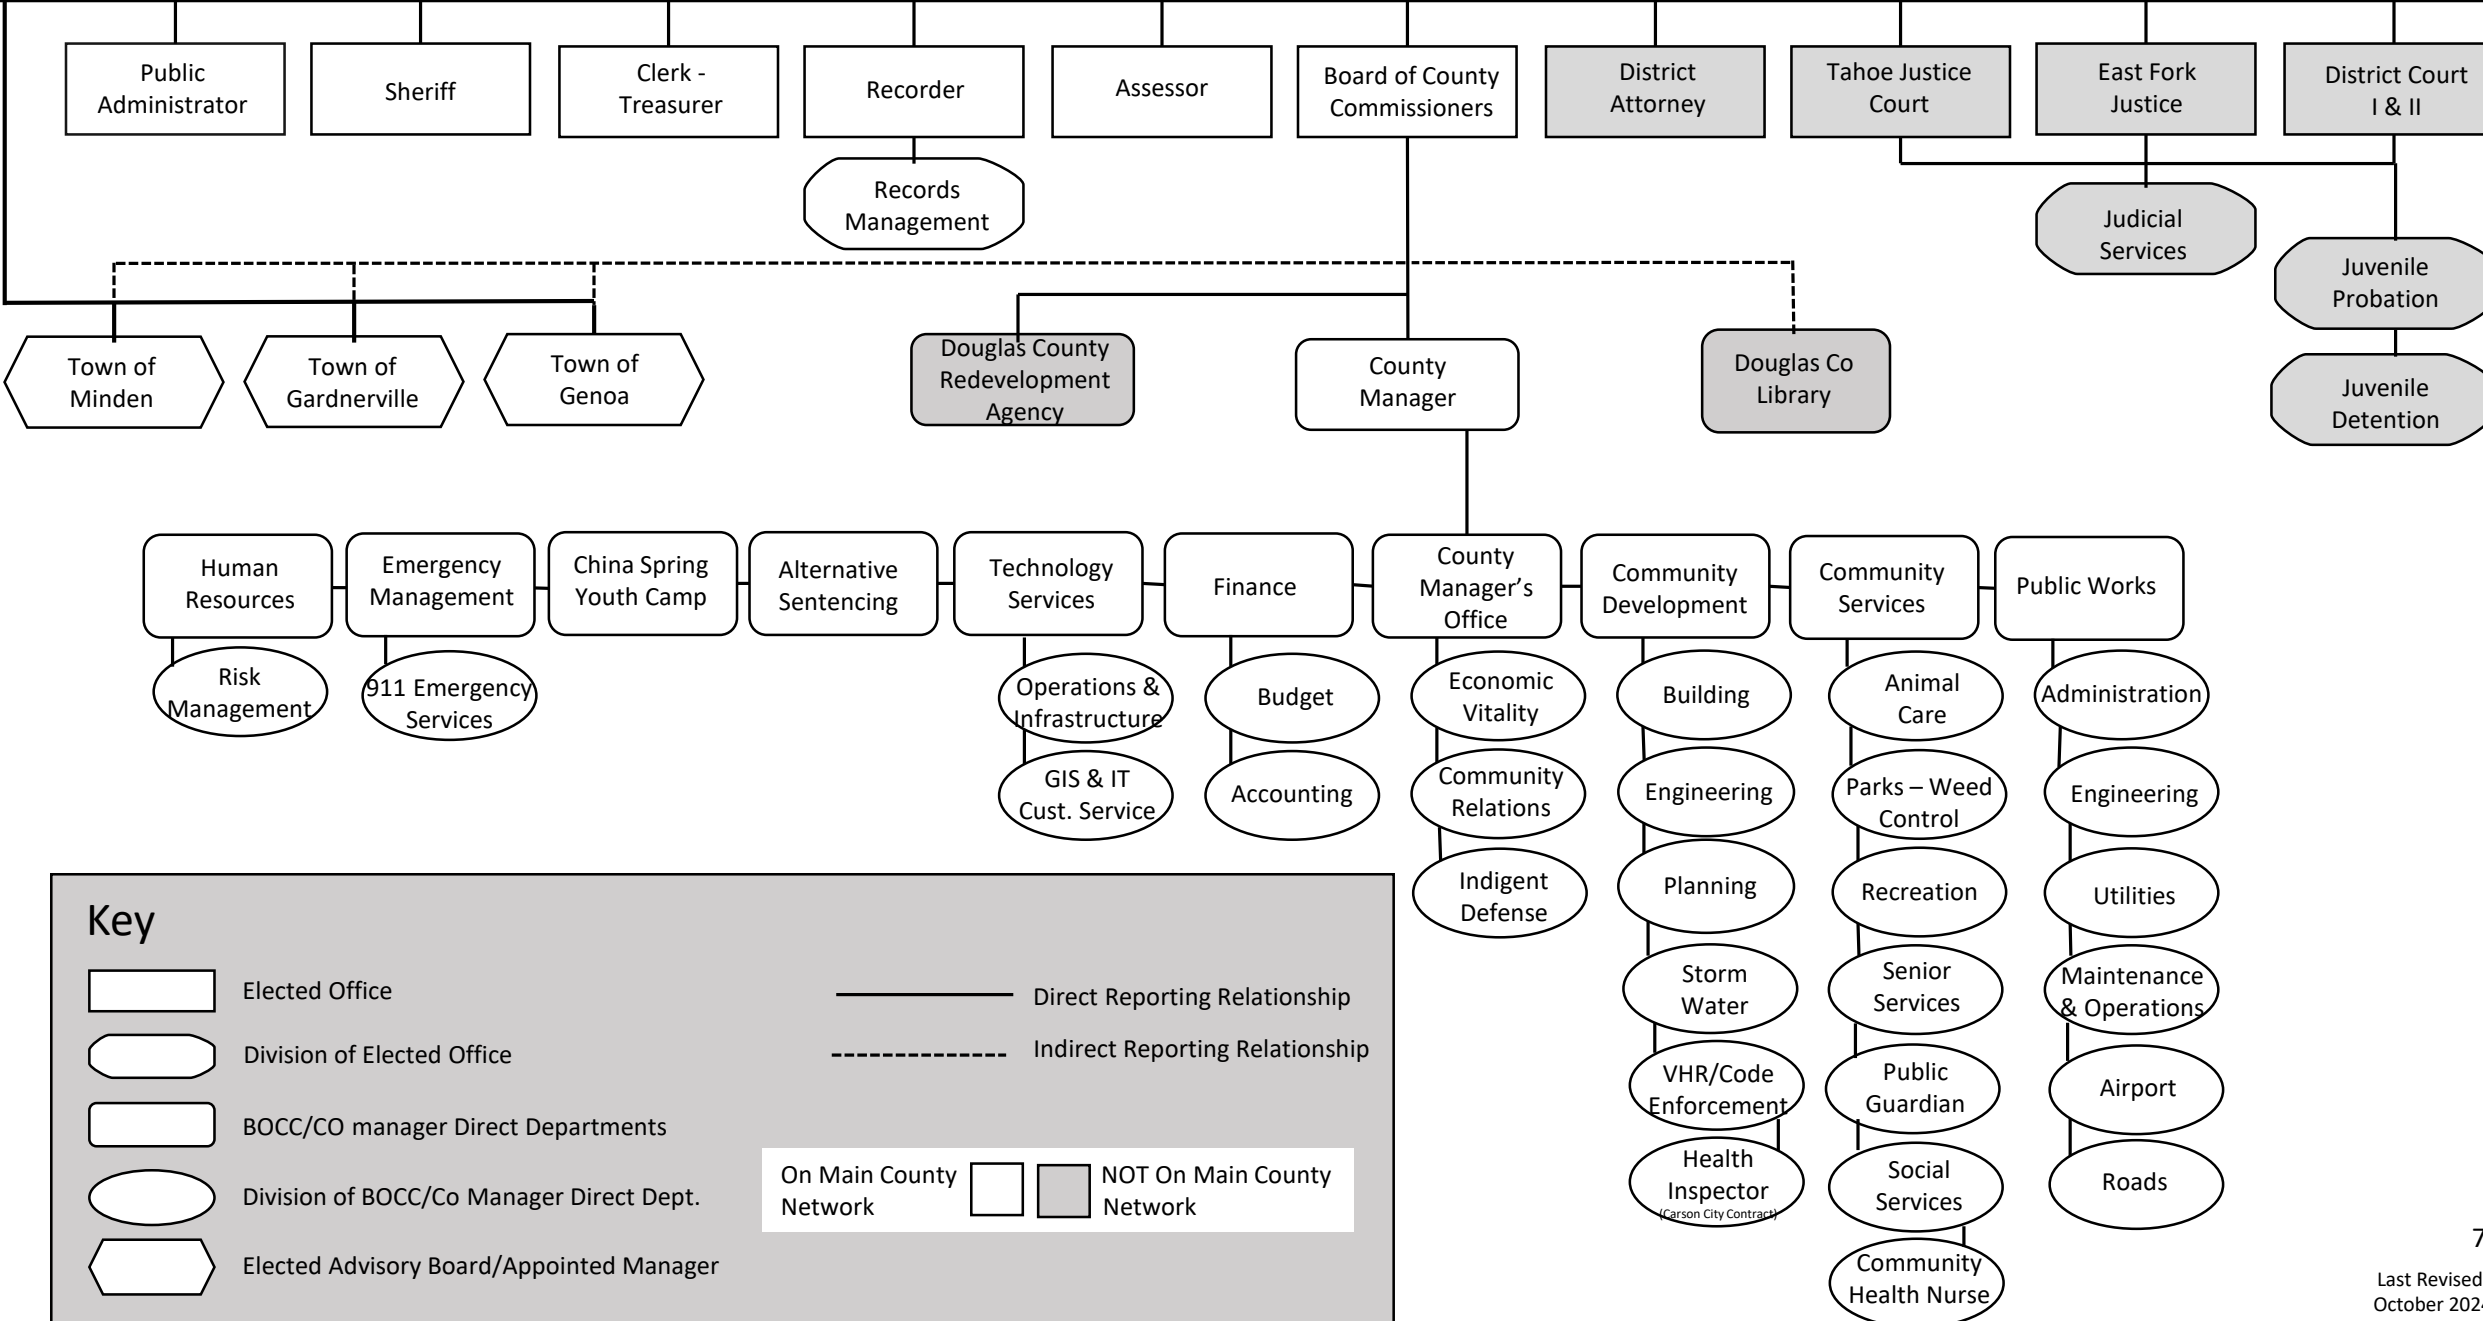 Public
Administrator
Sheriff
Clerk -
Treasurer
Recorder
Assessor
Board of County
Commissioners
District
Attorney
Tahoe Justice
Court
East Fork
Justice
District Court
I & II
Records
Management
Judicial
Services
Juvenile
Probation
Juvenile
Detention
Town of
Minden
Town of
Gardnerville
Town of
Genoa
Douglas County
Redevelopment
Agency
County
Manager
Douglas Co
Library
Human
Resources
Emergency
Management
China Spring
Youth Camp
Alternative
Sentencing
Technology
Services
Finance
County
Manager’s
Office
Community
Development
Community
Services
Public Works
Risk
Management
911 Emergency
Services
Operations &
Infrastructure
GIS & IT
Cust. Service
Budget
Accounting
Economic
Vitality
Community
Relations
Indigent
Defense
Building
Engineering
Planning
Storm
Water
VHR/Code
Enforcement
Health
Inspector
(Carson City Contract)
Animal
Care
Parks – Weed
Control
Recreation
Senior
Services
Public
Guardian
Social
Services
Community
Health Nurse
Administration
Engineering
Utilities
Maintenance
& Operations
Airport
Roads
Key
Elected Office
Division of Elected Office
BOCC/CO manager Direct Departments
Division of BOCC/Co Manager Direct Dept.
Elected Advisory Board/Appointed Manager
Direct Reporting Relationship
Indirect Reporting Relationship
On Main County
Network
NOT On Main County
Network
7
Last Revised
October 2024